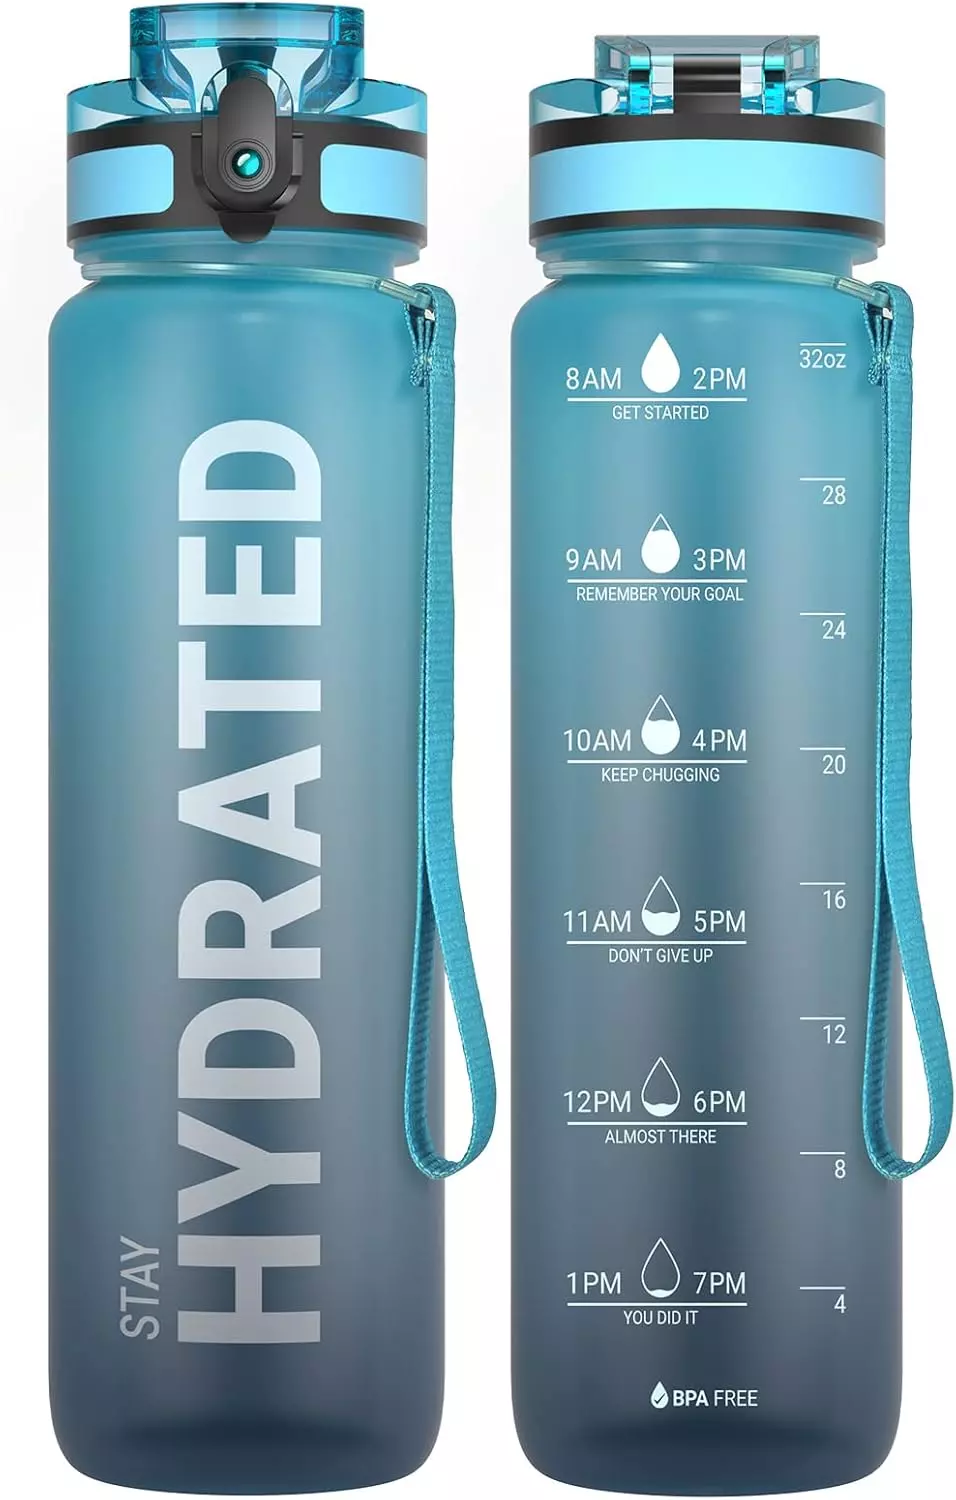 STAY
HYDRATED
8AM 2PM
GET STARTED
9AM 3PM
REMEMBER YOUR GOAL
10AM 4PM
KEEP CHUGGING
11AM 5PM
DON'T GIVE UP
12PM 6PM
ALMOST THERE
1PM 7PM
YOU DID IT
32oz
28
24
20
16
12
8
4
BPA FREE